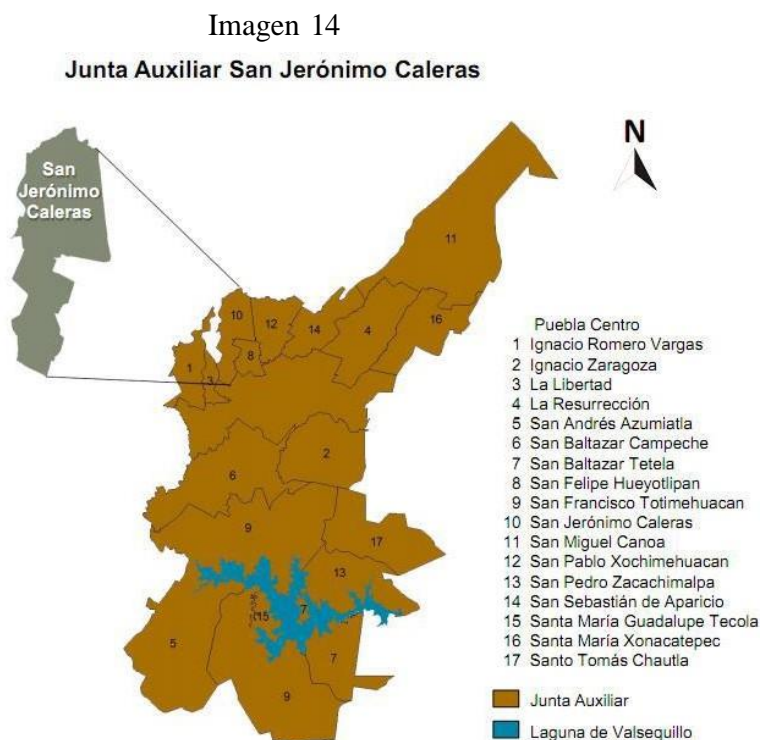 Imagen 14
Junta Auxiliar San Jerónimo Caleras
San
Jerónimo
Caleras
N
11
10
12
14
4
16
1
3
8
2
6
9
17
13
15
7
5
7
9
Puebla Centro
1 Ignacio Romero Vargas
2 Ignacio Zaragoza
3 La Libertad
4 La Resurrección
5 San Andrés Azumiatla
6 San Baltazar Campeche
7 San Baltazar Tetela
8 San Felipe Hueyotlipan
9 San Francisco Totimehuacan
10 San Jerónimo Caleras
11 San Miguel Canoa
12 San Pablo Xochimehuacan
13 San Pedro Zacachimalpa
14 San Sebastián de Aparicio
15 Santa María Guadalupe Tecola
16 Santa María Xonacatepec
17 Santo Tomás Chautla
Junta Auxiliar
Laguna de Valsequillo